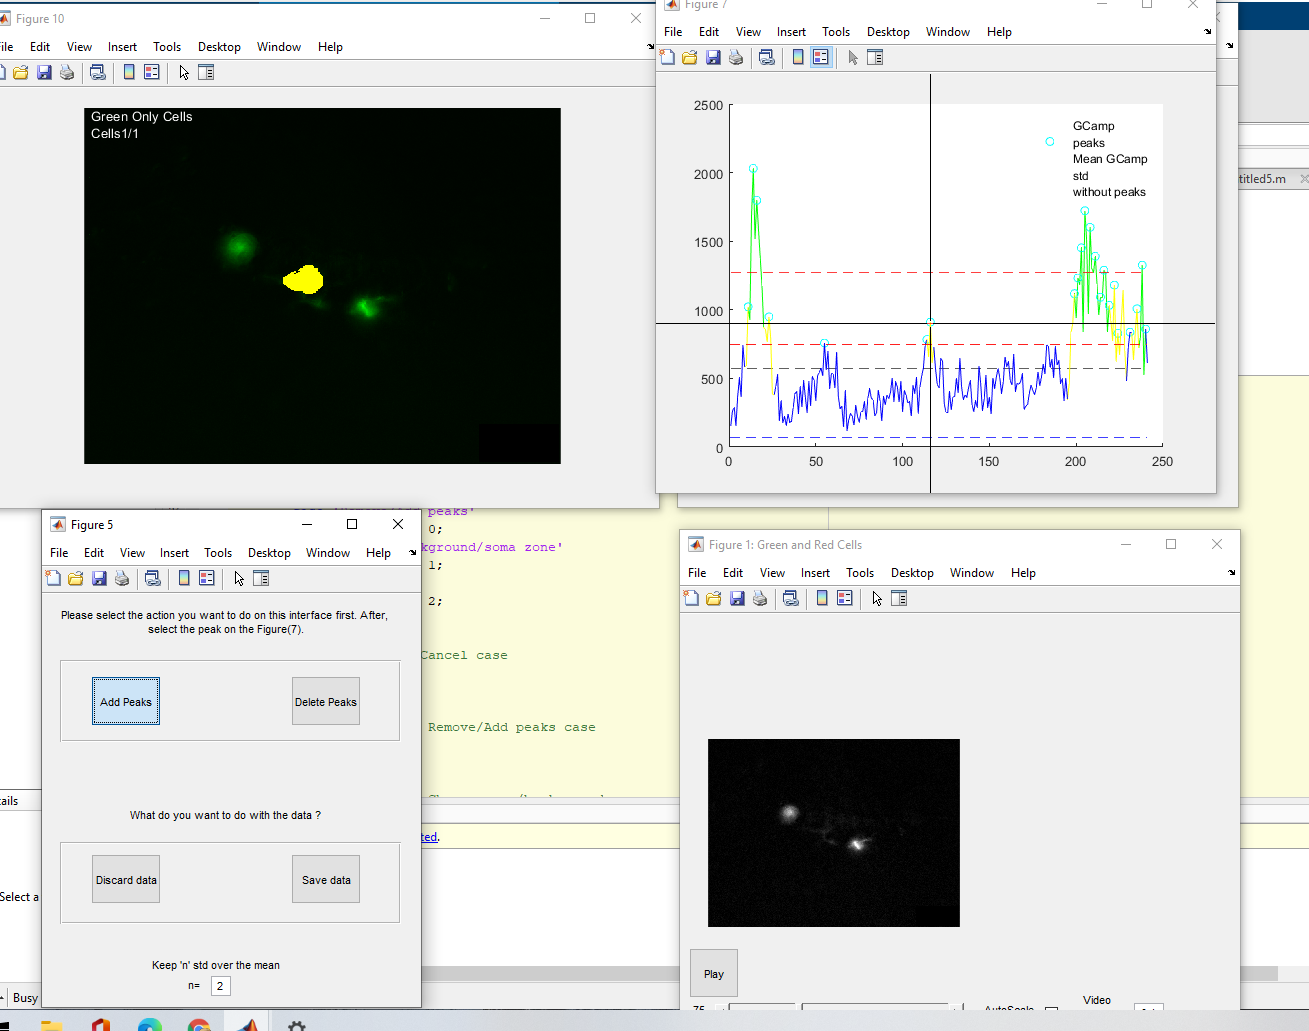 Figure 10
File Edit View Insert Tools Desktop Window Help
Green Only Cells
Cells1/1
Figure 7
File Edit View Insert Tools Desktop Window Help
2500
2000
1500
1000
500
0
0 50 100 150 200 250
GCamp
peaks
Mean GCamp
std
without peaks
titled5.m
peaks'
0;
kground/soma zone'
1;
2;
Cancel case
Remove/Add peaks case
ted.
ails
Select a
Busy
Figure 5
File Edit View Insert Tools Desktop Window Help
Please select the action you want to do on this interface first. After,
select the peak on the Figure(7).
Add Peaks Delete Peaks
What do you want to do with the data ?
Discard data Save data
Keep 'n' std over the mean
n= 2
Figure 1: Green and Red Cells
File Edit View Insert Tools Desktop Window Help
Play
75
AutoScale
Video